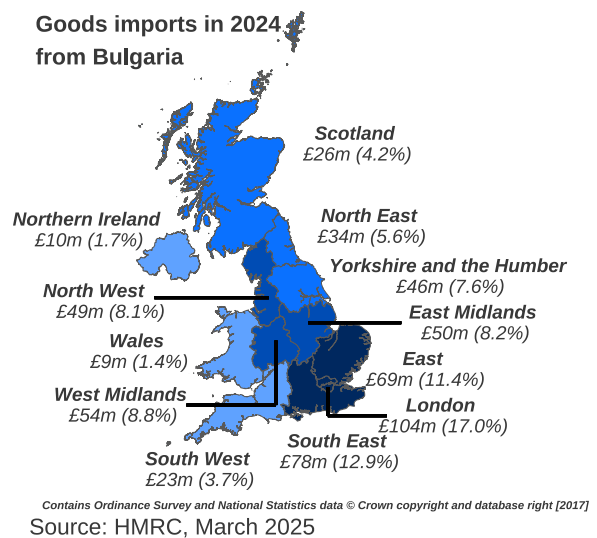 Goods imports in 2024
from Bulgaria
Scotland
£26m (4.2%)
Northern Ireland
£10m (1.7%)
North East
£34m (5.6%)
Yorkshire and the Humber
£46m (7.6%)
North West
£49m (8.1%)
East Midlands
£50m (8.2%)
Wales
£9m (1.4%)
East
£69m (11.4%)
West Midlands
£54m (8.8%)
London
£104m (17.0%)
South East
£78m (12.9%)
South West
£23m (3.7%)
Contains Ordinance Survey and National Statistics data © Crown copyright and database right [2017]
Source: HMRC, March 2025